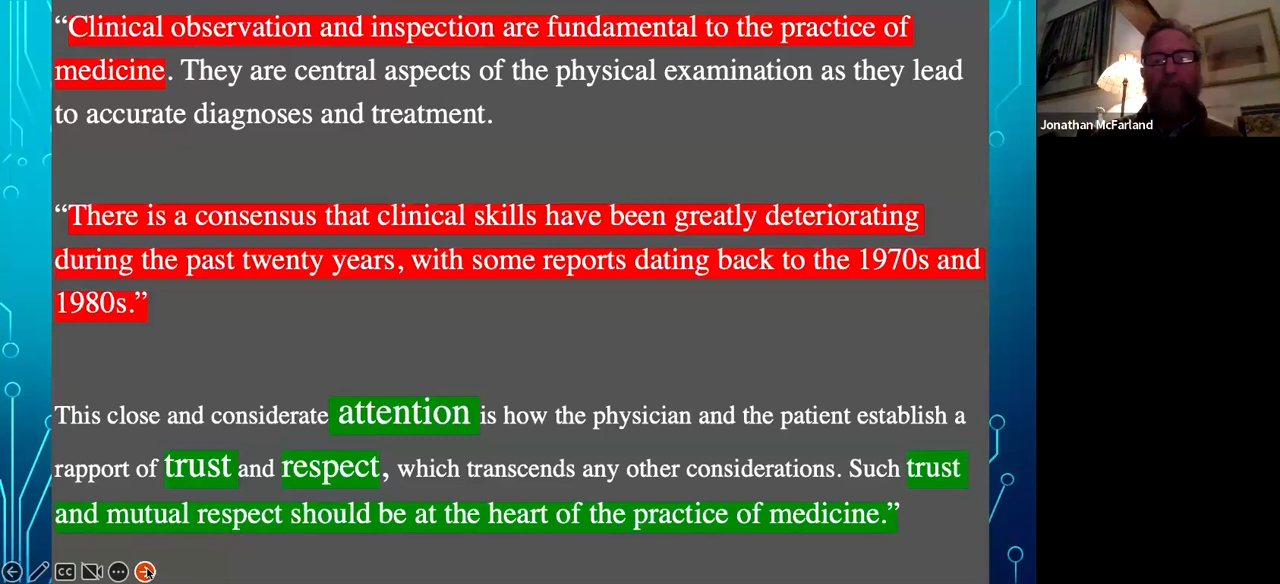 “Clinical observation and inspection are fundamental to the practice of
medicine. They are central aspects of the physical examination as they lead
to accurate diagnoses and treatment.
“There is a consensus that clinical skills have been greatly deteriorating
during the past twenty years, with some reports dating back to the 1970s and
1980s.”
This close and considerate attention is how the physician and the patient establish a
rapport of trust and respect, which transcends any other considerations. Such trust
and mutual respect should be at the heart of the practice of medicine.”
CC
Jonathan McFarland